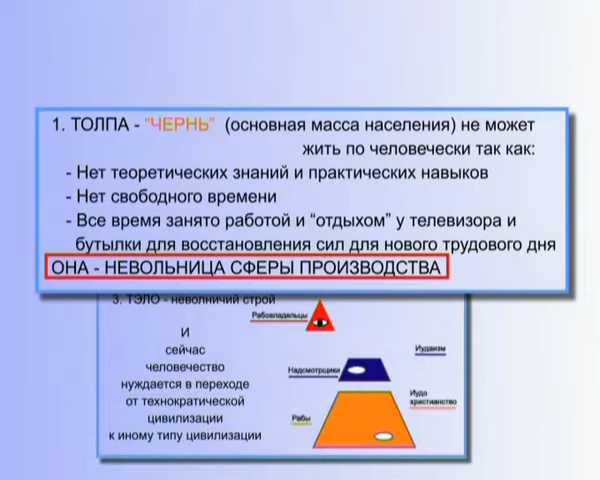 1. ТОЛПА - "ЧЕРНЬ" (основная масса населения) не может
жить по человечески так как:
- Нет теоретических знаний и практических навыков
- Нет свободного времени
- Все время занято работой и "отдыхом" у телевизора и
бутылки для восстановления сил для нового трудового дня
ОНА - НЕВОЛЬНИЦА СФЕРЫ ПРОИЗВОДСТВА
3. ТЭЛО - неволничий строй
Рабовладельцы
И
сейчас
человечество
нуждается в переходе
от технократической
цивилизации
к иному типу цивилизации
Надсмотрщики
Иудаизм
Иудо
христианство
Рабы